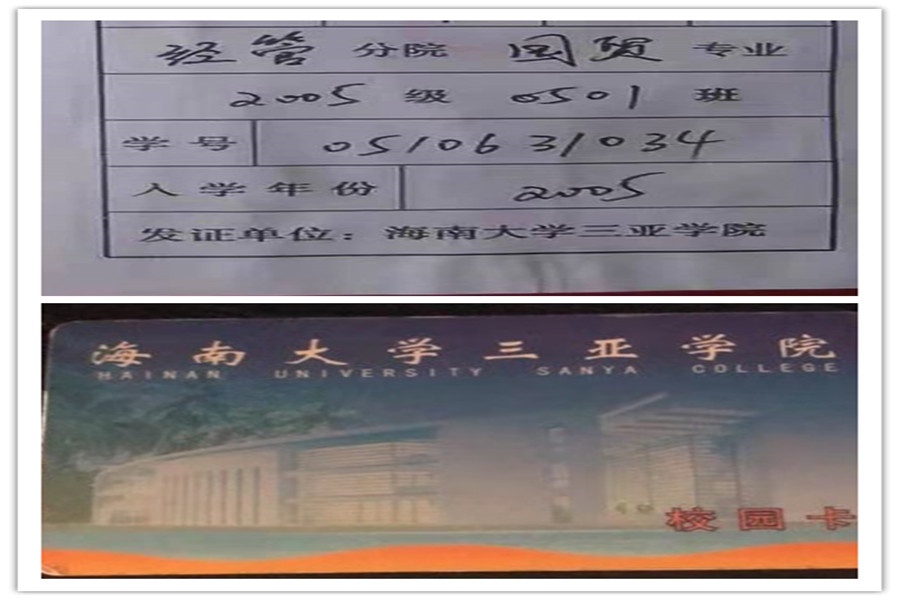 经管 分院 国贸 专业
2005 级 0501 班
学号 0510631034
入学年份 2005
发证单位：海南大学三亚学院
海南大学三亚学院
HAINAN UNIVERSITY SANYA COLLEGE
校园卡